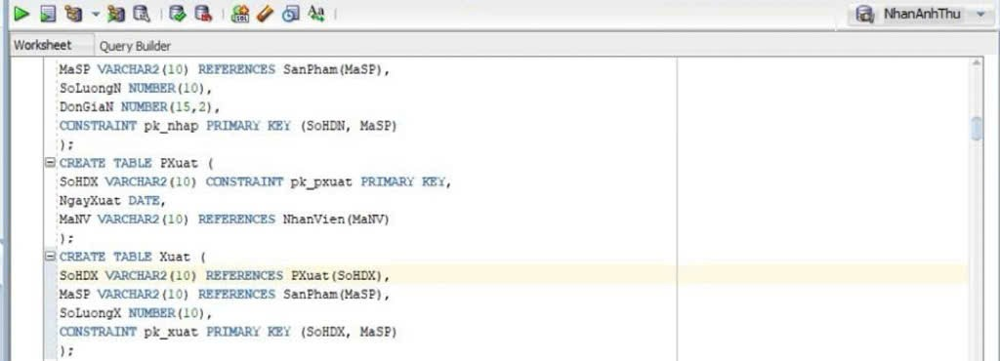 NhanAnhThu
Worksheet Query Builder
MaSP VARCHAR2(10) REFERENCES SanPham(MaSP),
SoLuongN NUMBER(10),
DonGiaN NUMBER(15,2),
CONSTRAINT pk_nhap PRIMARY KEY (SoHDN, MaSP)
);
CREATE TABLE PXuat (
SoHDX VARCHAR2(10) CONSTRAINT pk_pxuat PRIMARY KEY,
NgayXuat DATE,
MaNV VARCHAR2(10) REFERENCES NhanVien(MaNV)
);
CREATE TABLE Xuat (
SoHDX VARCHAR2(10) REFERENCES PXuat(SoHDX),
MaSP VARCHAR2(10) REFERENCES SanPham(MaSP),
SoLuongX NUMBER(10),
CONSTRAINT pk_xuat PRIMARY KEY (SoHDX, MaSP)
);